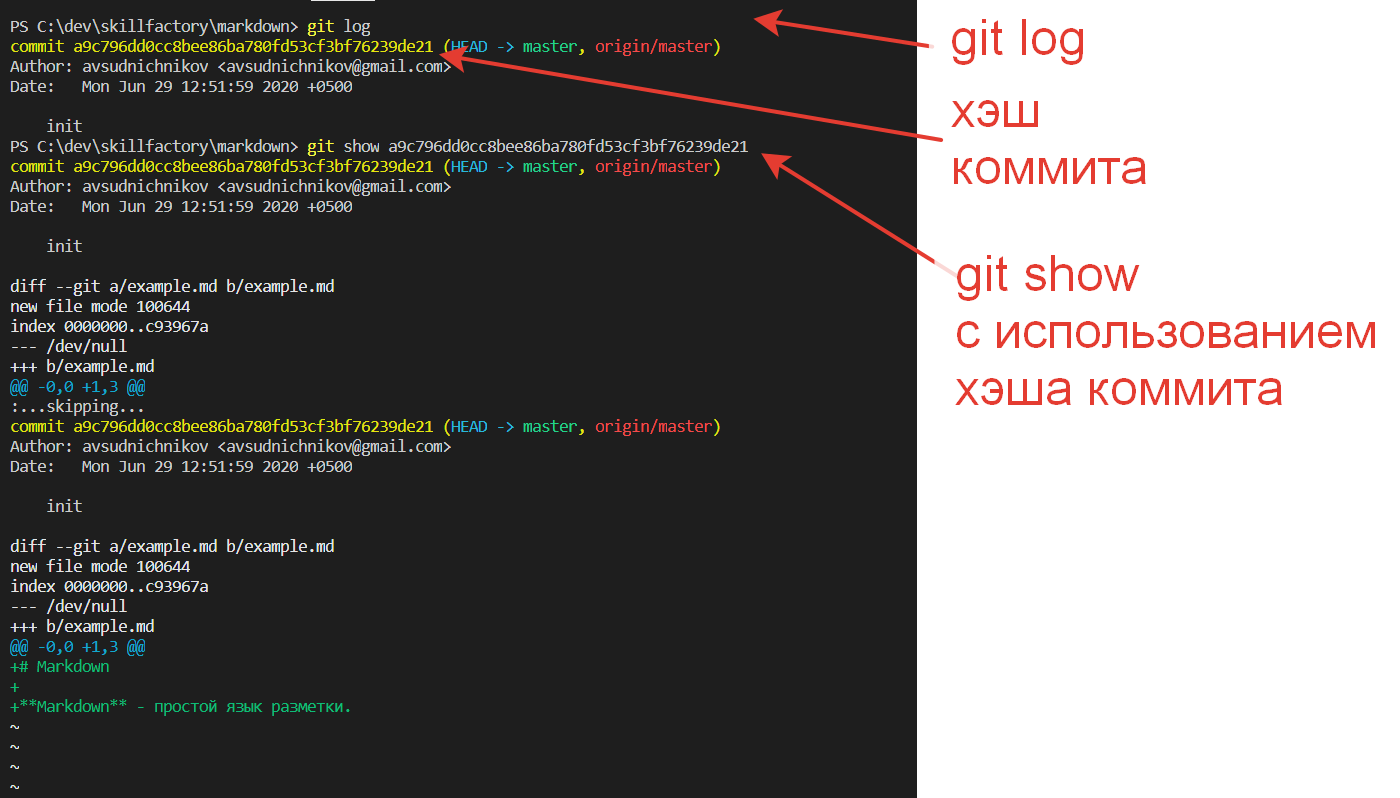 PS C:\dev\skillfactory\markdown> git log
commit a9c796dd0cc8bee86ba780fd53cf3bf76239de21 (HEAD -> master, origin/master)
Author: avsudnichnikov <avsudnichnikov@gmail.com>
Date:   Mon Jun 29 12:51:59 2020 +0500
init
PS C:\dev\skillfactory\markdown> git show a9c796dd0cc8bee86ba780fd53cf3bf76239de21
commit a9c796dd0cc8bee86ba780fd53cf3bf76239de21 (HEAD -> master, origin/master)
Author: avsudnichnikov <avsudnichnikov@gmail.com>
Date:   Mon Jun 29 12:51:59 2020 +0500
init
diff --git a/example.md b/example.md
new file mode 100644
index 0000000..c93967a
--- /dev/null
+++ b/example.md
@@ -0,0 +1,3 @@
:...skipping...
commit a9c796dd0cc8bee86ba780fd53cf3bf76239de21 (HEAD -> master, origin/master)
Author: avsudnichnikov <avsudnichnikov@gmail.com>
Date:   Mon Jun 29 12:51:59 2020 +0500
init
diff --git a/example.md b/example.md
new file mode 100644
index 0000000..c93967a
--- /dev/null
+++ b/example.md
@@ -0,0 +1,3 @@
+# Markdown
+
+**Markdown** - простой язык разметки.
~
~
~
~
git log
хэш
коммита
git show
с использованием
хэша коммита